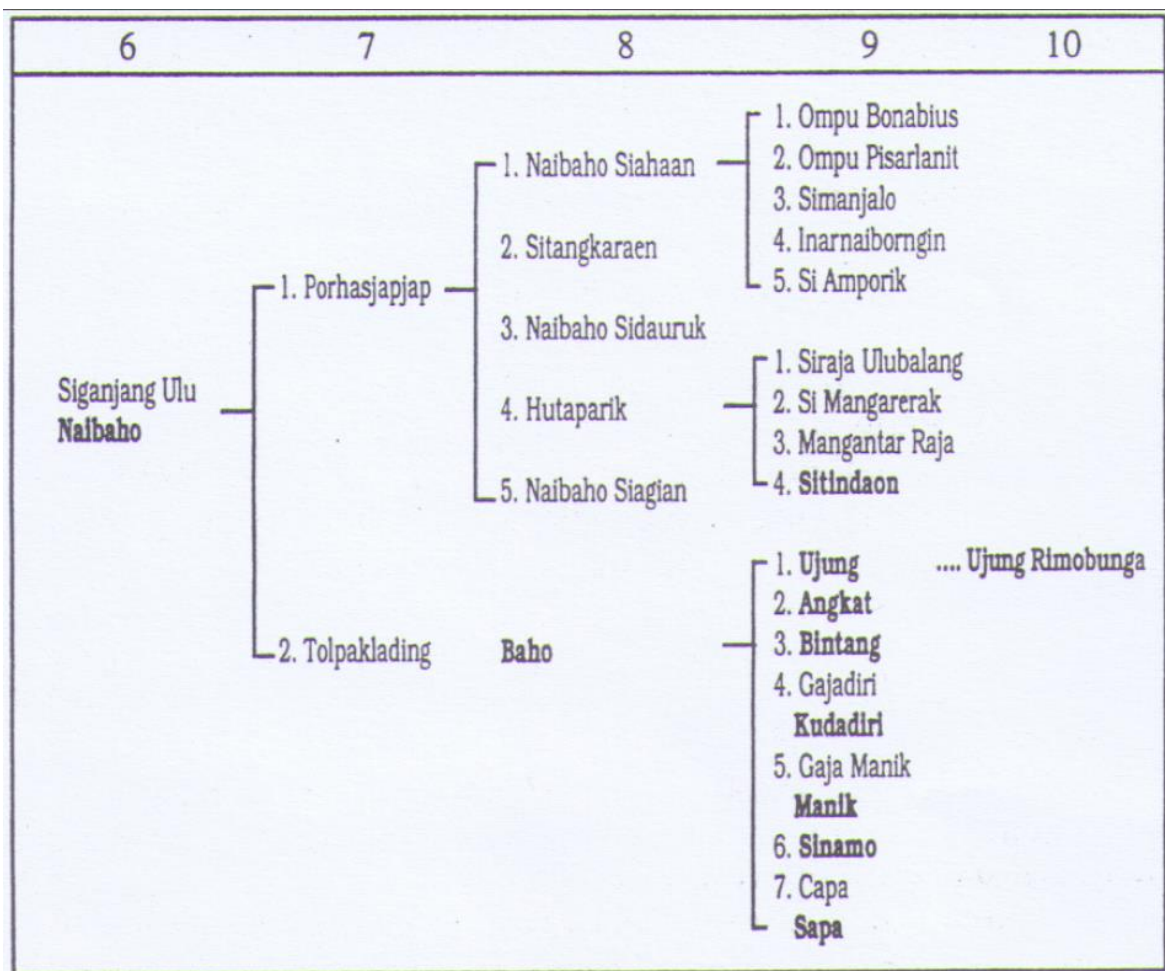 6 7 8 9 10
1. Ompu Bonabius
1. Naibaho Siahaan 2. Ompu Pisarlanit
3. Simanjalo
2. Sitangkaraen 4. Inarnaiborngin
1. Porhasjapjap 5. Si Amporik
3. Naibaho Sidauruk
1. Siraja Ulubalang
Siganjang Ulu 2. Si Mangarerak
Naibaho 4. Hutaparik 3. Mangantar Raja
5. Naibaho Siagian 4. Sitindaon
1. Ujung .... Ujung Rimobunga
2. Angkat
2. Tolpaklading Baho 3. Bintang
4. Gajadiri
Kudadiri
5. Gaja Manik
Manik
6. Sinamo
7. Capa
Sapa